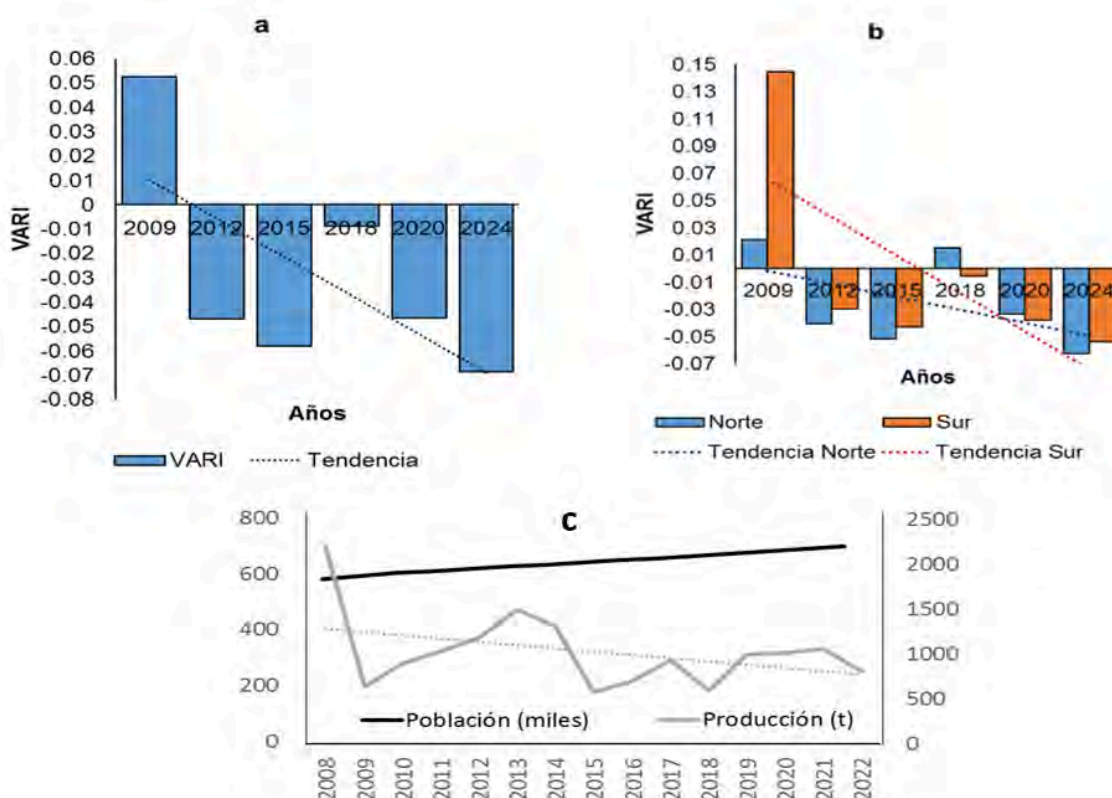 a
0.06
0.05
0.04
0.03
0.02
0.01
0
-0.01
-0.02
-0.03
-0.04
-0.05
-0.06
-0.07
-0.08
VARI
2009 2012 2015 2018 2020 2024
Años
VARI Tendencia
b
0.15
0.13
0.11
0.09
0.07
0.05
0.03
0.01
-0.01
-0.03
-0.05
-0.07
VARI
2009 2012 2015 2018 2020 2024
Años
Norte Sur
Tendencia Norte Tendencia Sur
c
800
600
400
200
0
2500
2000
1500
1000
500
0
Población (miles) Producción (t)
2008 2009 2010 2011 2012 2013 2014 2015 2016 2017 2018 2019 2020 2021 2022